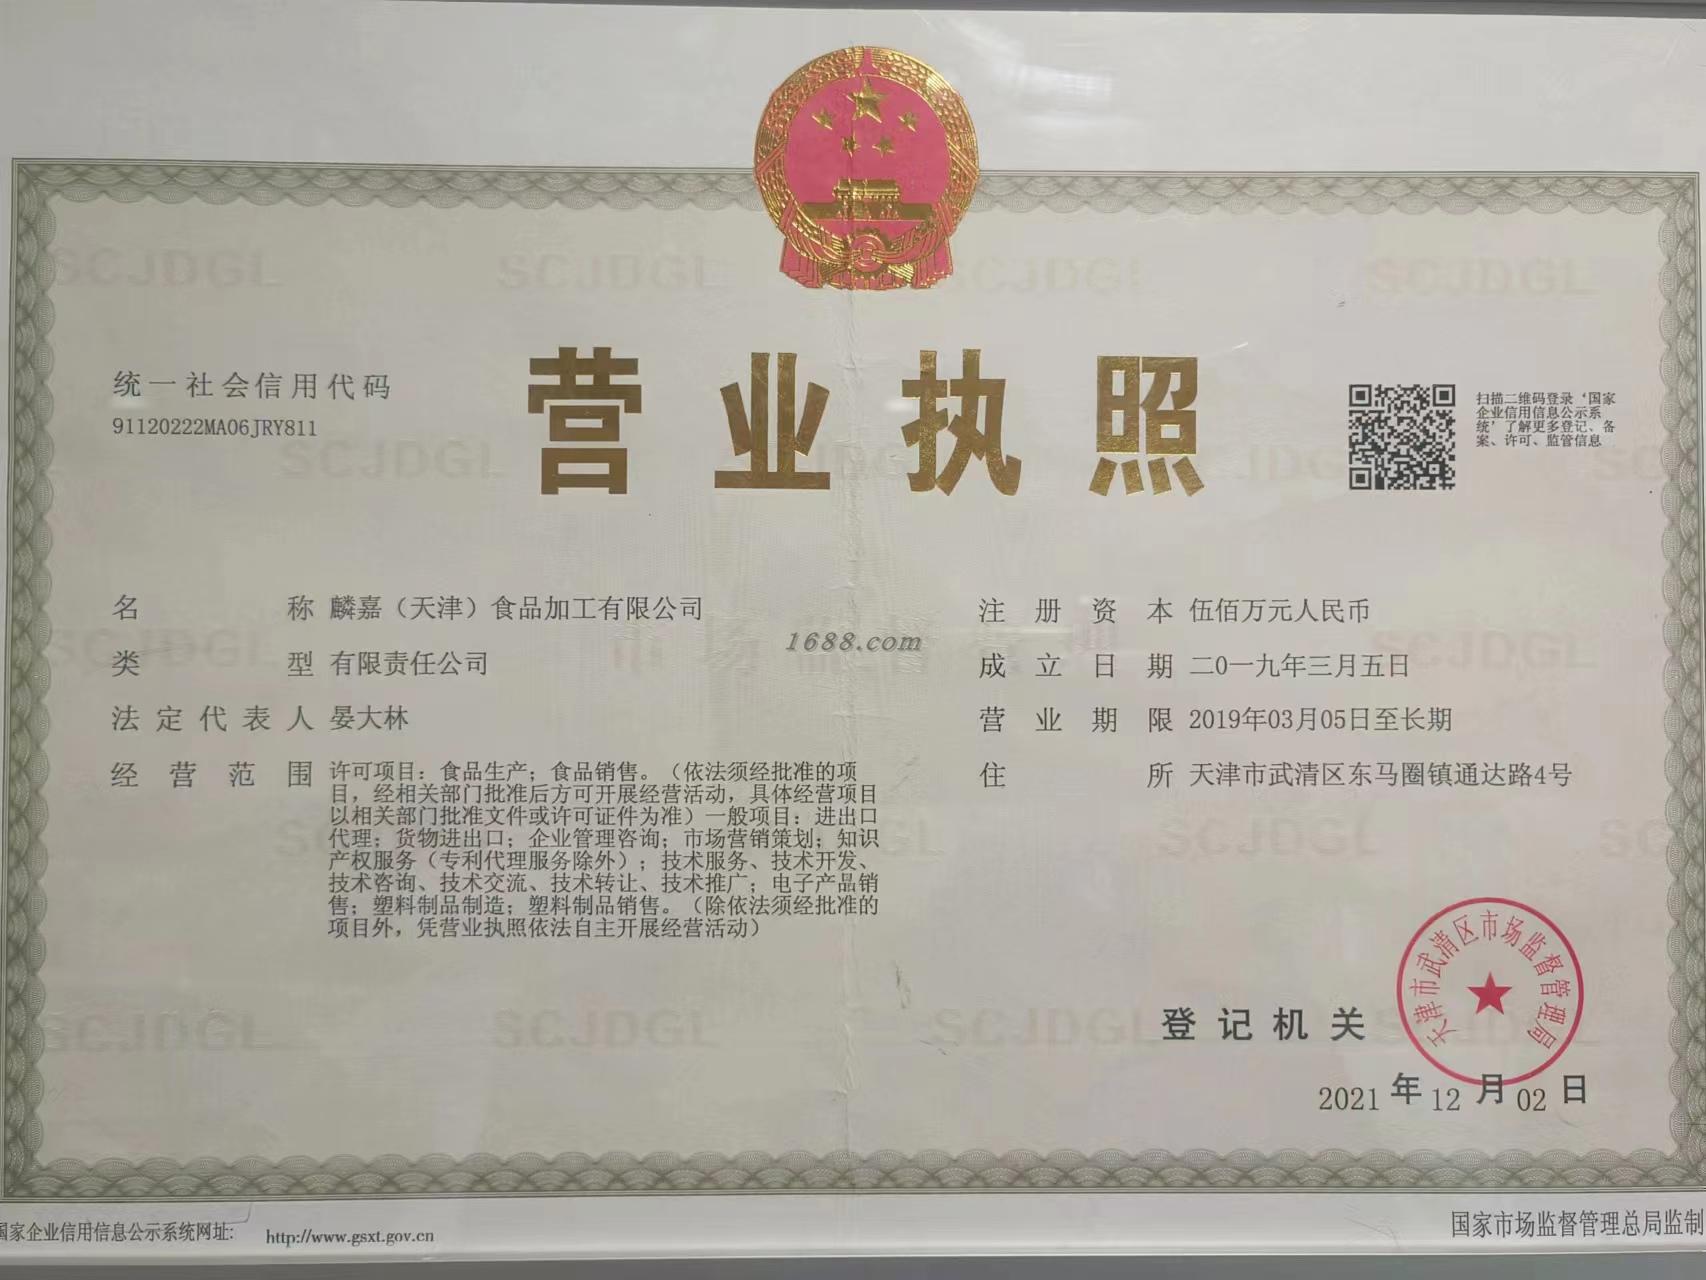 营业执照
统一社会信用代码
91120222MA06JRY811
扫描二维码登录‘国家
企业信用信息公示系
统’了解更多登记、备
案、许可、监管信息
名称 麟嘉（天津）食品加工有限公司
类型 有限责任公司
法定代表人 晏大林
经营范围 许可项目：食品生产；食品销售。（依法须经批准的项
目，经相关部门批准后方可开展经营活动，具体经营项目
以相关部门批准文件或许可证件为准）一般项目：进出口
代理；货物进出口；企业管理咨询；市场营销策划；知识
产权服务（专利代理服务除外）；技术服务、技术开发、
技术咨询、技术交流、技术转让、技术推广；电子产品销
售；塑料制品制造；塑料制品销售。（除依法须经批准的
项目外，凭营业执照依法自主开展经营活动）
1688.com
注册资本 伍佰万元人民币
成立日期 二0一九年三月五日
营业期限 2019年03月05日至长期
住所 天津市武清区东马圈镇通达路4号
登记机关
天津市武清区市场监督管理局
2021年12月02日
国家企业信用信息公示系统网址: http://www.gsxt.gov.cn
国家市场监督管理总局监制
SCJDGL